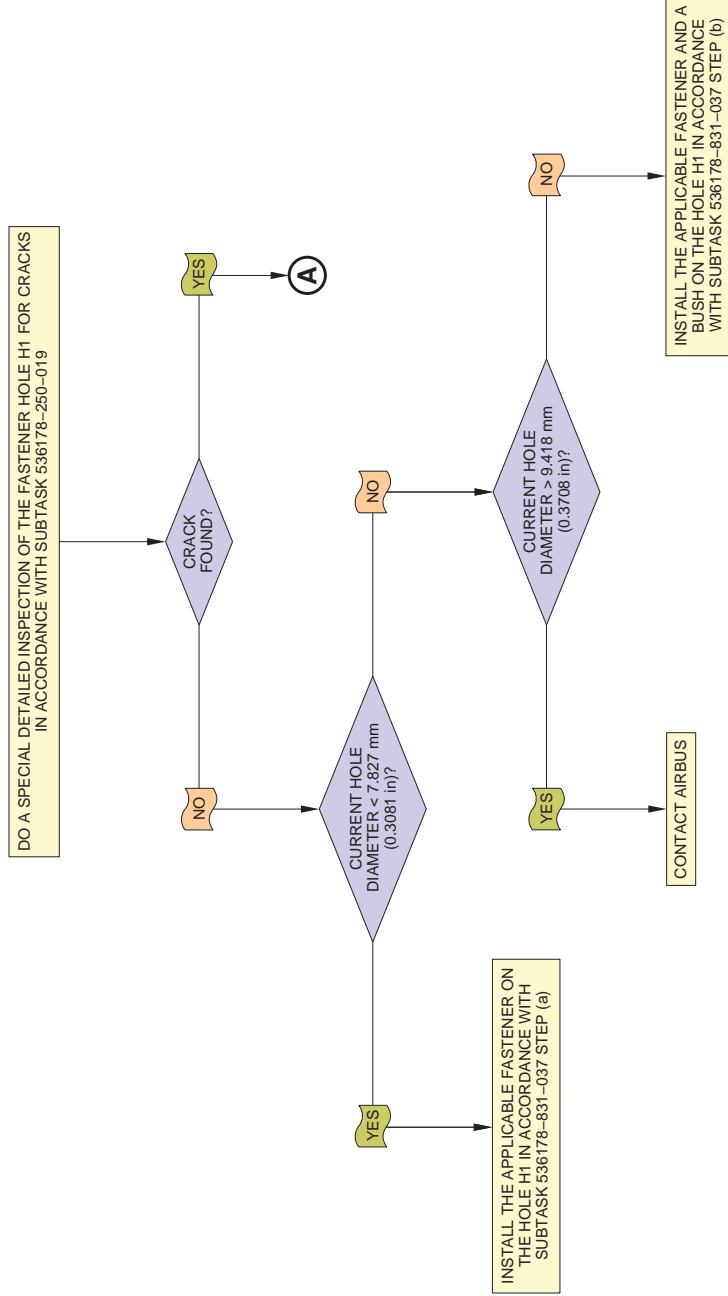 DO A SPECIAL DETAILED INSPECTION OF THE FASTENER HOLE H1 FOR CRACKS
IN ACCORDANCE WITH SUBTASK 536178–250–019
CRACK
FOUND?
NO
YES
A
CURRENT HOLE
DIAMETER < 7.827 mm
(0.3081 in)?
YES
NO
INSTALL THE APPLICABLE FASTENER ON
THE HOLE H1 IN ACCORDANCE WITH
SUBTASK 536178–831–037 STEP (a)
CURRENT HOLE
DIAMETER > 9.418 mm
(0.3708 in)?
YES
NO
CONTACT AIRBUS
INSTALL THE APPLICABLE FASTENER AND A
BUSH ON THE HOLE H1 IN ACCORDANCE
WITH SUBTASK 536178–831–037 STEP (b)